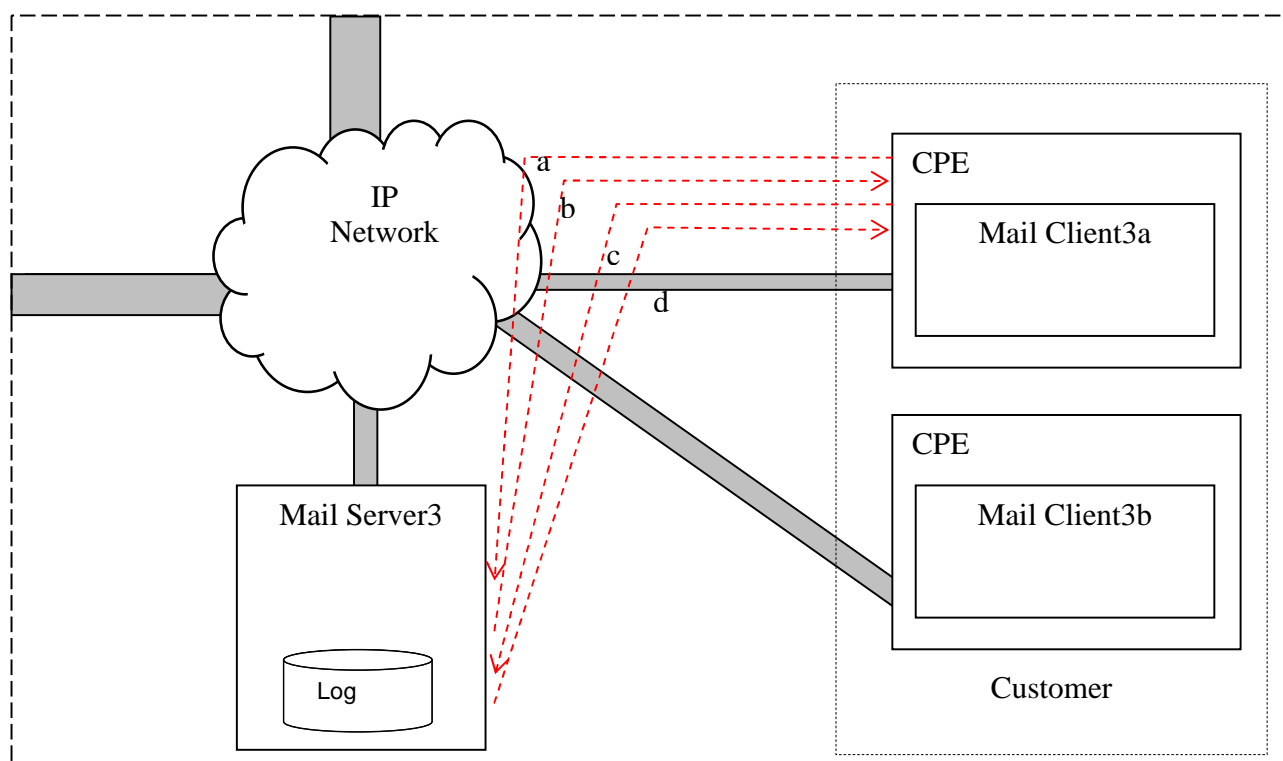 a
CPE
IP
Network
b
Mail Client3a
c
d
CPE
Mail Server3
Mail Client3b
Log
Customer